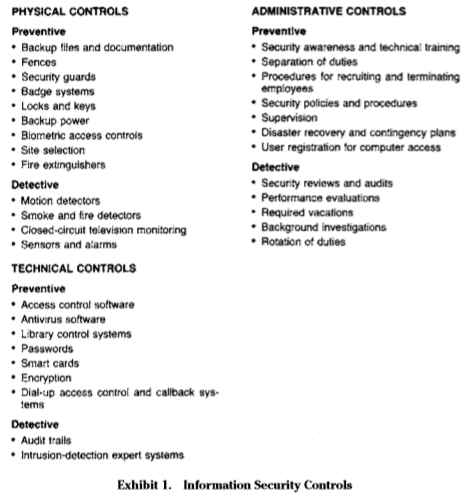 PHYSICAL CONTROLS
Preventive
• Backup files and documentation
• Fences
• Security guards
• Badge systems
• Locks and keys
• Backup power
• Biometric access controls
• Site selection
• Fire extinguishers
Detective
• Motion detectors
• Smoke and fire detectors
• Closed-circuit television monitoring
• Sensors and alarms
TECHNICAL CONTROLS
Preventive
• Access control software
• Antivirus software
• Library control systems
• Passwords
• Smart cards
• Encryption
• Dial-up access control and callback sys-
tems
Detective
• Audit trails
• Intrusion-detection expert systems
ADMINISTRATIVE CONTROLS
Preventive
• Security awareness and technical training
• Separation of duties
• Procedures for recruiting and terminating
employees
• Security policies and procedures
• Supervision
• Disaster recovery and contingency plans
• User registration for computer access
Detective
• Security reviews and audits
• Performance evaluations
• Required vacations
• Background investigations
• Rotation of duties
Exhibit 1. Information Security Controls